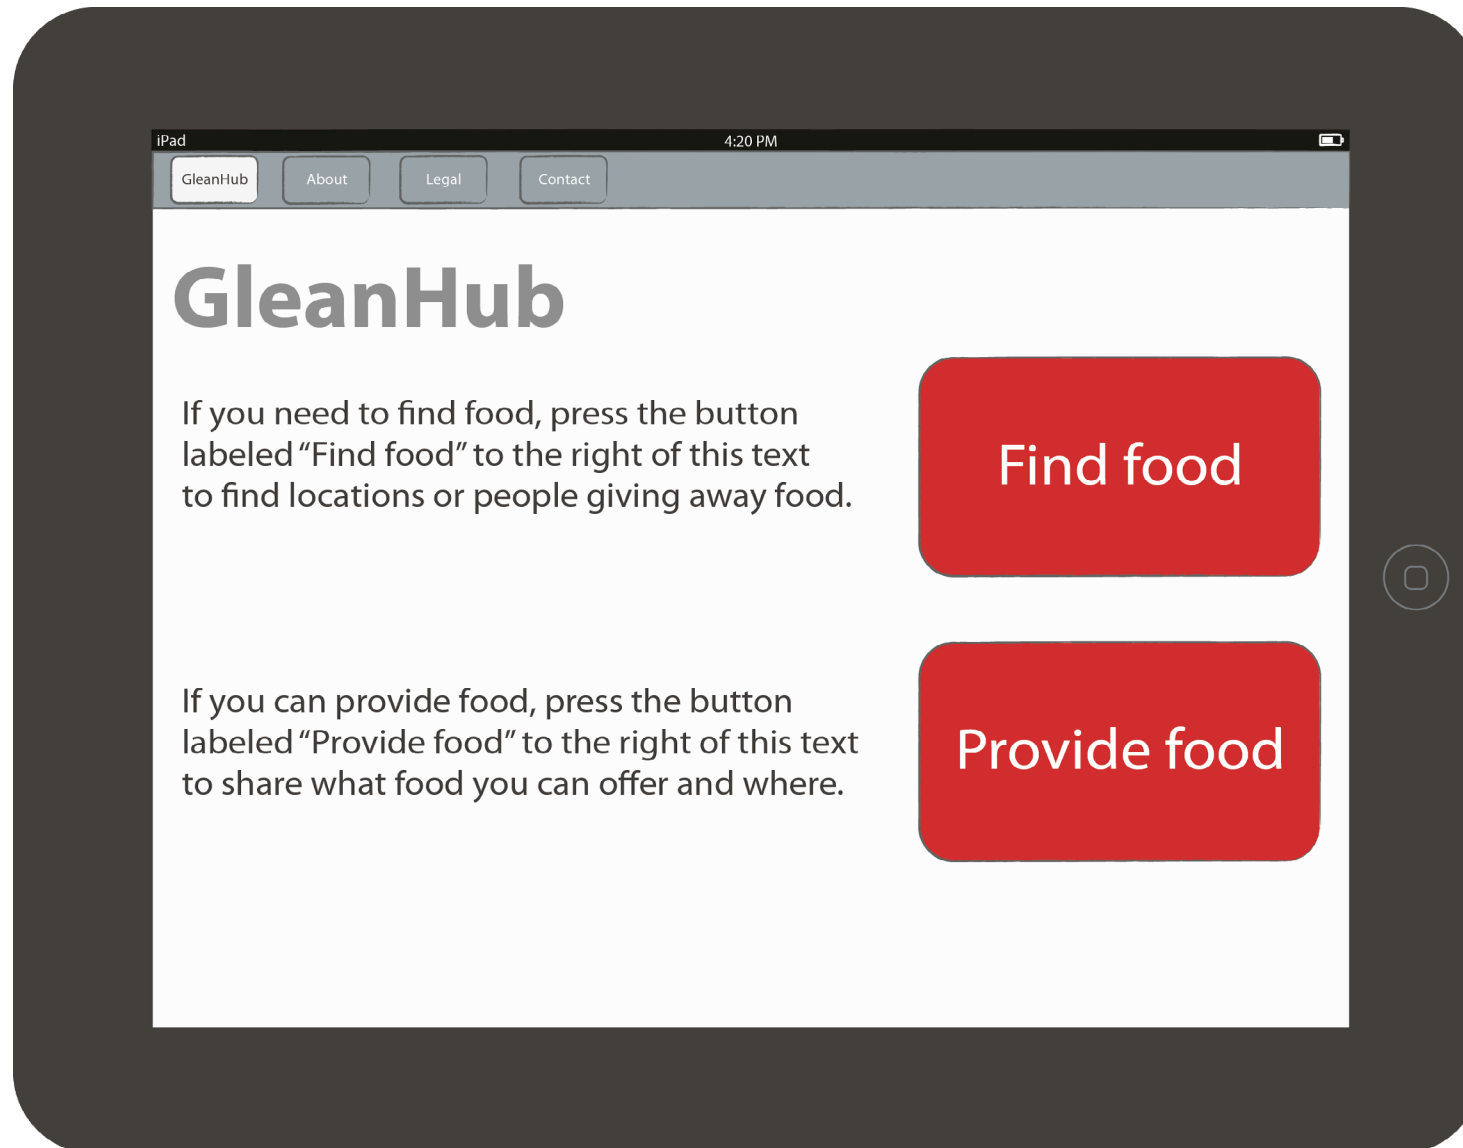 iPad 4:20 PM
GleanHub About Legal Contact
GleanHub
If you need to find food, press the button
labeled “Find food” to the right of this text
to find locations or people giving away food.
Find food
If you can provide food, press the button
labeled “Provide food” to the right of this text
to share what food you can offer and where.
Provide food